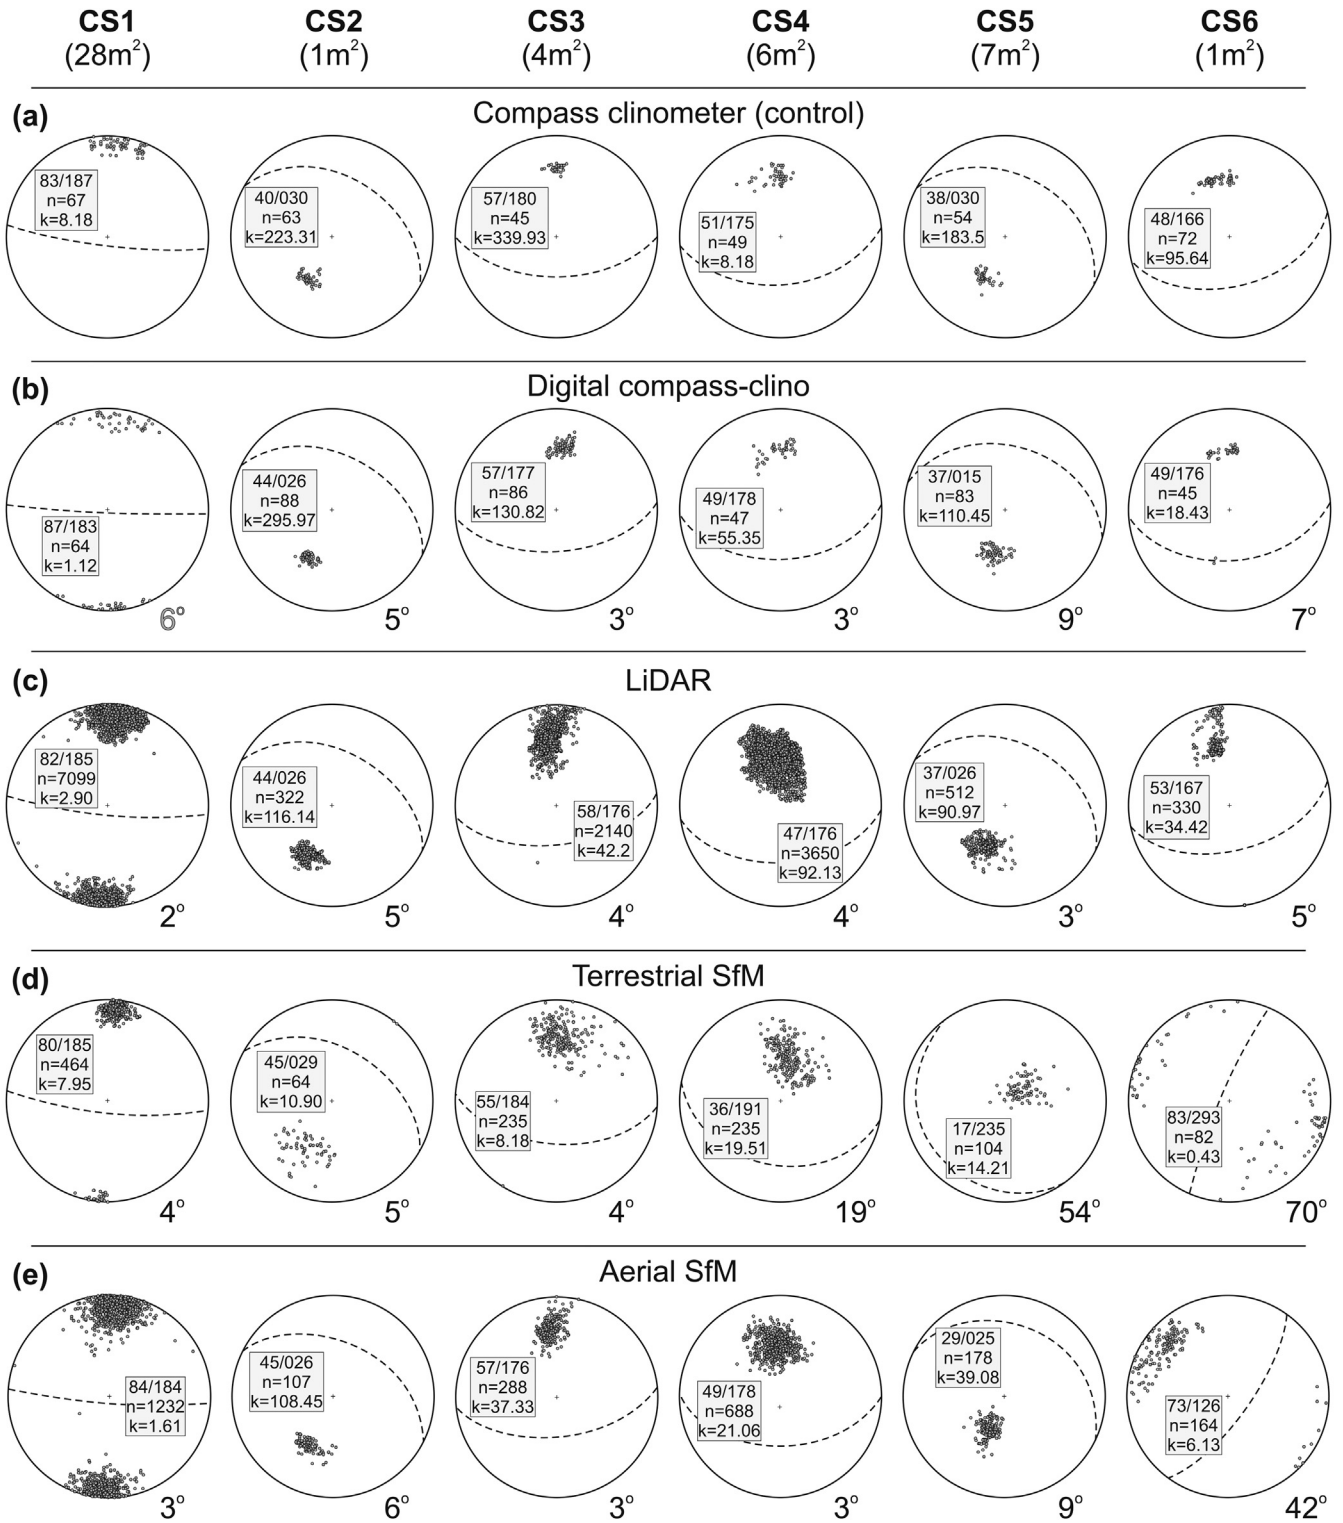 CS1 CS2 CS3 CS4 CS5 CS6
(28m²) (1m²) (4m²) (6m²) (7m²) (1m²)
(a) Compass clinometer (control)
83/187
n=67
k=8.18
40/030
n=63
k=223.31
57/180
n=45
k=339.93
51/175
n=49
k=8.18
38/030
n=54
k=183.5
48/166
n=72
k=95.64
(b) Digital compass-clino
87/183
n=64
k=1.12
44/026
n=88
k=295.97
57/177
n=86
k=130.82
49/178
n=47
k=55.35
37/015
n=83
k=110.45
49/176
n=45
k=18.43
6° 5° 3° 3° 9° 7°
(c) LiDAR
82/185
n=7099
k=2.90
44/026
n=322
k=116.14
58/176
n=2140
k=42.2
47/176
n=3650
k=92.13
37/026
n=512
k=90.97
53/167
n=330
k=34.42
2° 5° 4° 4° 3° 5°
(d) Terrestrial SfM
80/185
n=464
k=7.95
45/029
n=64
k=10.90
55/184
n=235
k=8.18
36/191
n=235
k=19.51
17/235
n=104
k=14.21
83/293
n=82
k=0.43
4° 5° 4° 19° 54° 70°
(e) Aerial SfM
84/184
n=1232
k=1.61
45/026
n=107
k=108.45
57/176
n=288
k=37.33
49/178
n=688
k=21.06
29/025
n=178
k=39.08
73/126
n=164
k=6.13
3° 6° 3° 3° 9° 42°